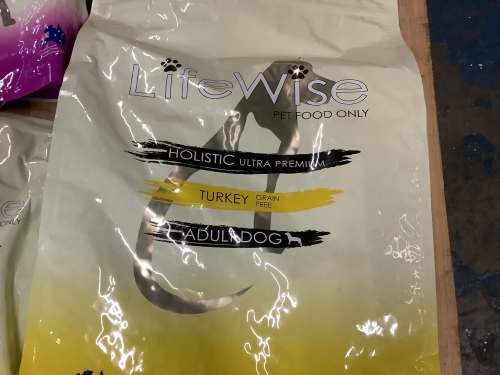 LifeWise
PET FOOD ONLY
HOLISTIC ULTRA PREMIUM
TURKEY GRAIN FREE
ADULT DOG